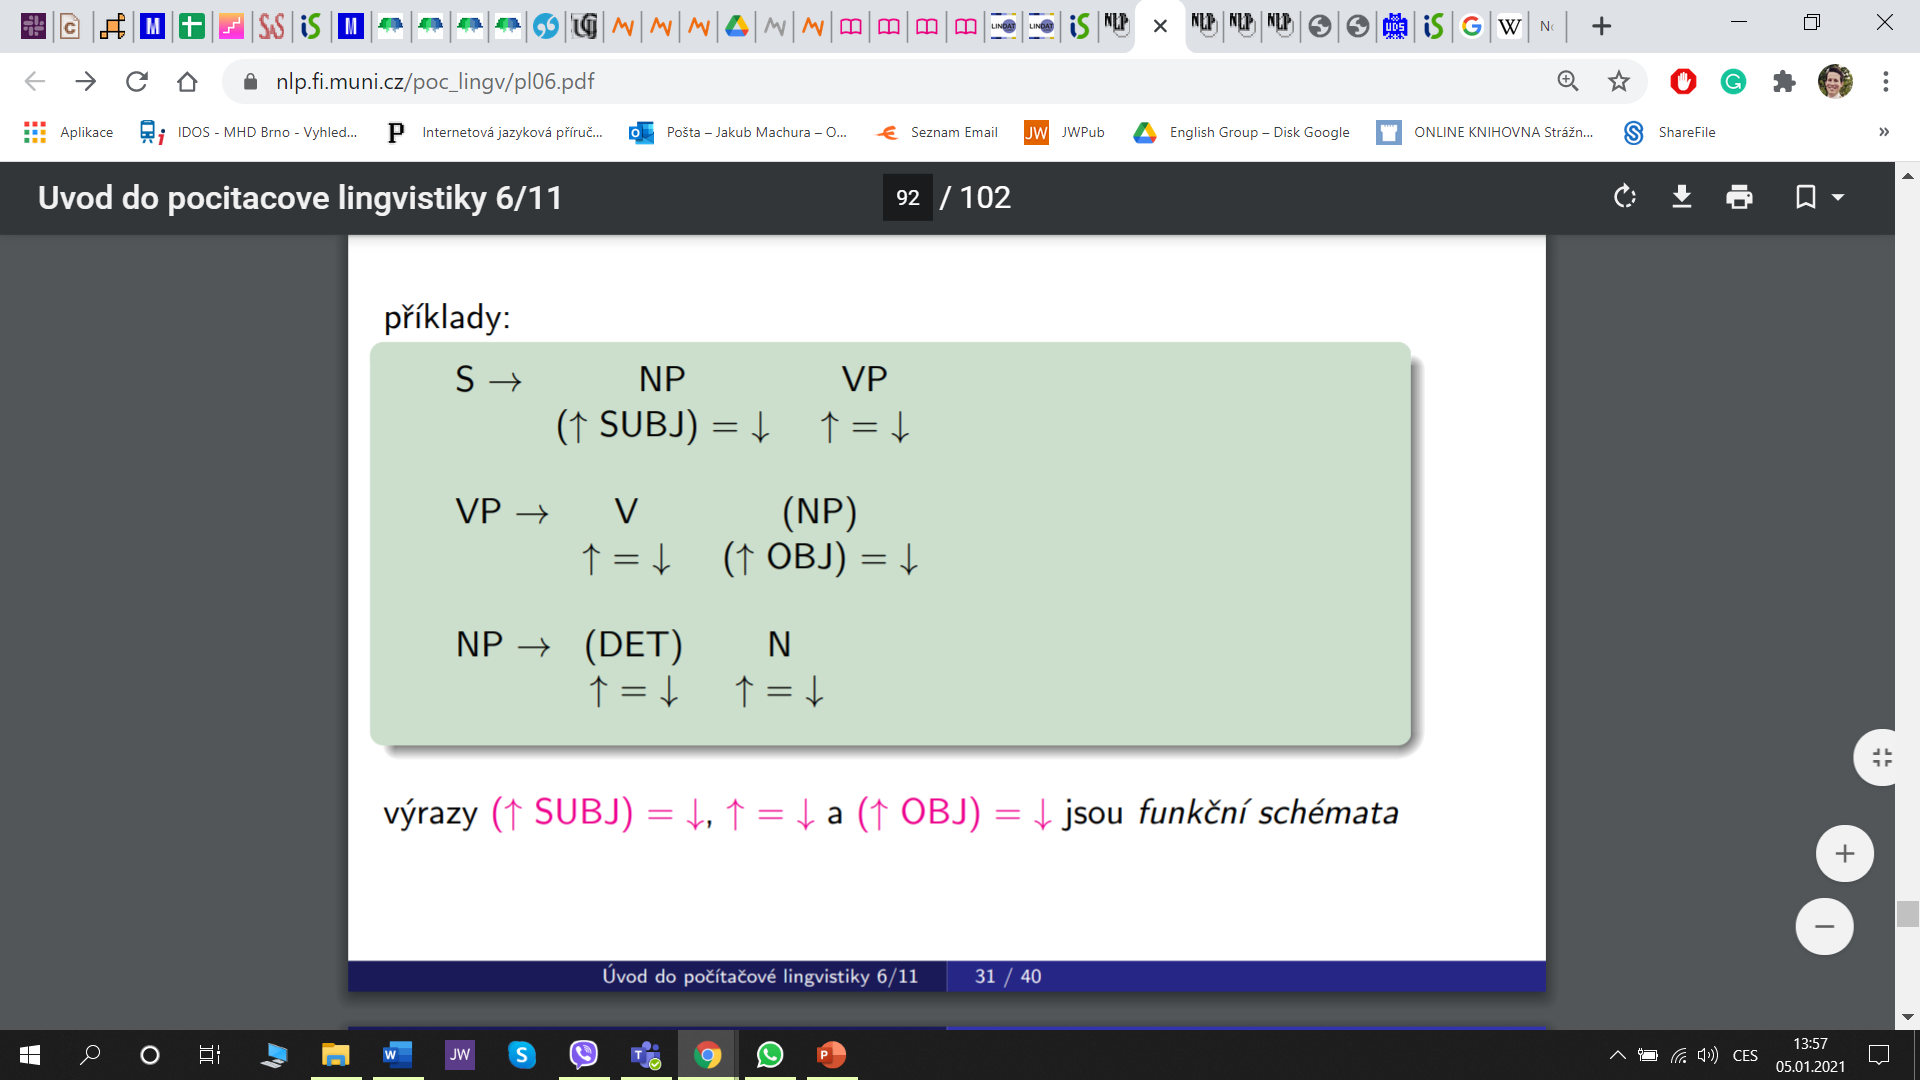 nlp.fi.muni.cz/poc_lingv/pl06.pdf
Aplikace IDOS - MHD Brno - Vyhled... Internetová jazyková příruč... Pošta – Jakub Machura – O... Seznam Email JWPub English Group – Disk Google ONLINE KNIHOVNA Strážn... ShareFile »
Uvod do pocitacove lingvistiky 6/11 92 / 102
příklady:
S → NP VP
(↑ SUBJ) = ↓ ↑ = ↓
VP → V (NP)
↑ = ↓ (↑ OBJ) = ↓
NP → (DET) N
↑ = ↓ ↑ = ↓
výrazy (↑ SUBJ) = ↓, ↑ = ↓ a (↑ OBJ) = ↓ jsou funkční schémata
Úvod do počítačové lingvistiky 6/11 31 / 40
CES 13:57
05.01.2021